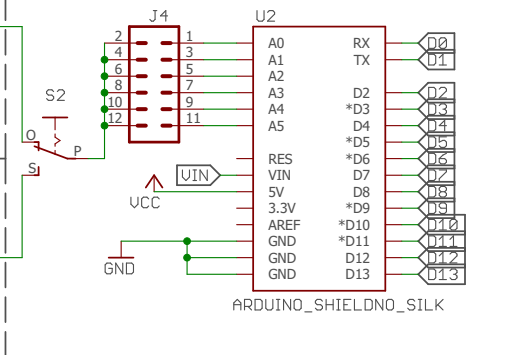 J4
U2
2 1 A0 RX D0
4 3 A1 TX D1
6 5 A2
8 7 A3 D2
10 9 A4 *D3 D3
12 11 A5 D4 D4
*D5 D5
S2
O
P
S
RES *D6 D6
VIN VIN D7 D7
VCC 5V D8 D8
3.3V *D9 D9
AREF *D10 D10
GND *D11 D11
GND D12 D12
GND D13 D13
GND
D2
ARDUINO_SHIELDNO_SILK